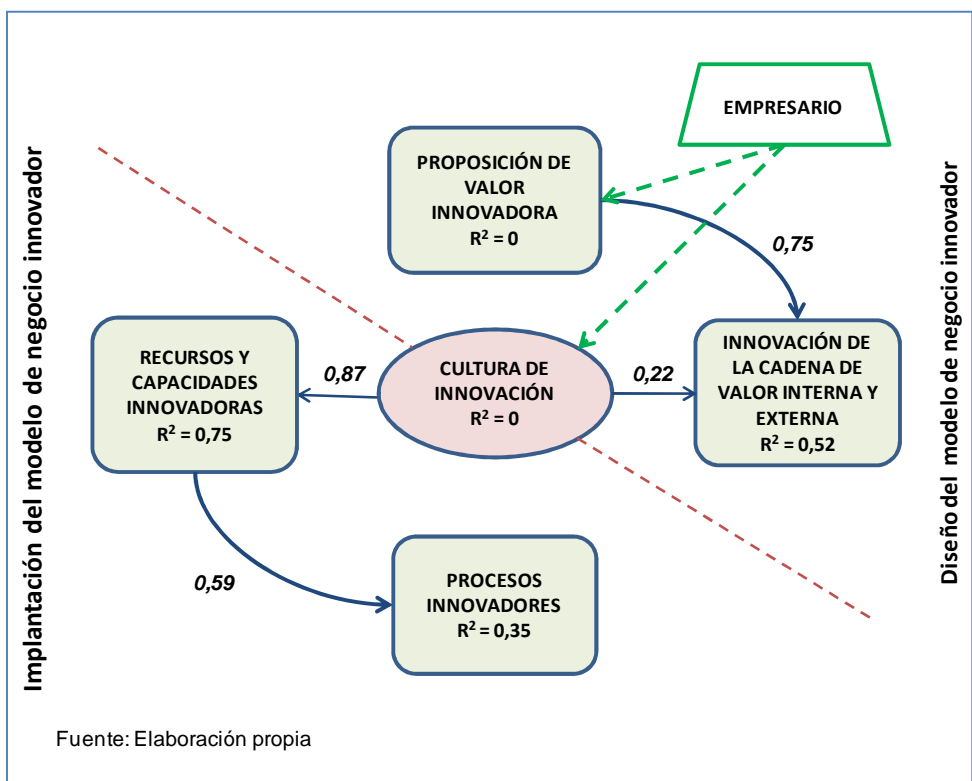 EMPRESARIO
PROPOSICIÓN DE
VALOR
INNOVADORA
R² = 0
0,75
Implantación del modelo de negocio innovador
Diseño del modelo de negocio innovador
RECURSOS Y
CAPACIDADES
INNOVADORAS
R² = 0,75
0,87
CULTURA DE
INNOVACIÓN
R² = 0
0,22
INNOVACIÓN DE
LA CADENA DE
VALOR INTERNA Y
EXTERNA
R² = 0,52
0,59
PROCESOS
INNOVADORES
R² = 0,35
Fuente: Elaboración propia